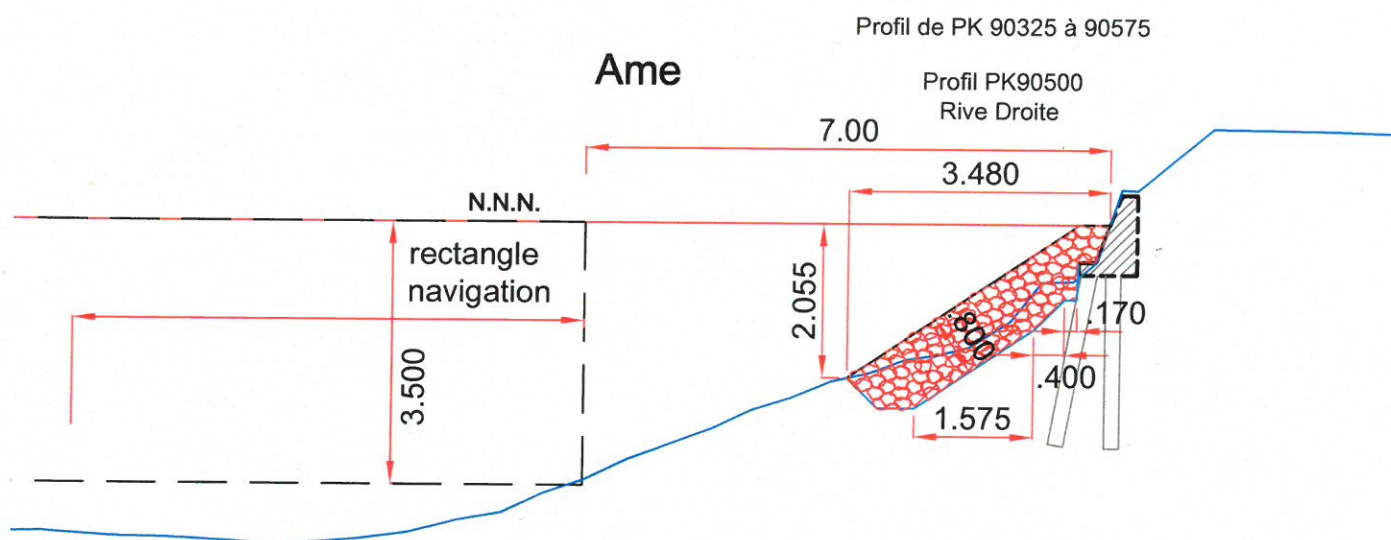 Profil de PK 90325 à 90575
Ame
Profil PK90500
Rive Droite
7.00
3.480
N.N.N.
rectangle
navigation
2.055
3.500
.800
.170
.400
1.575